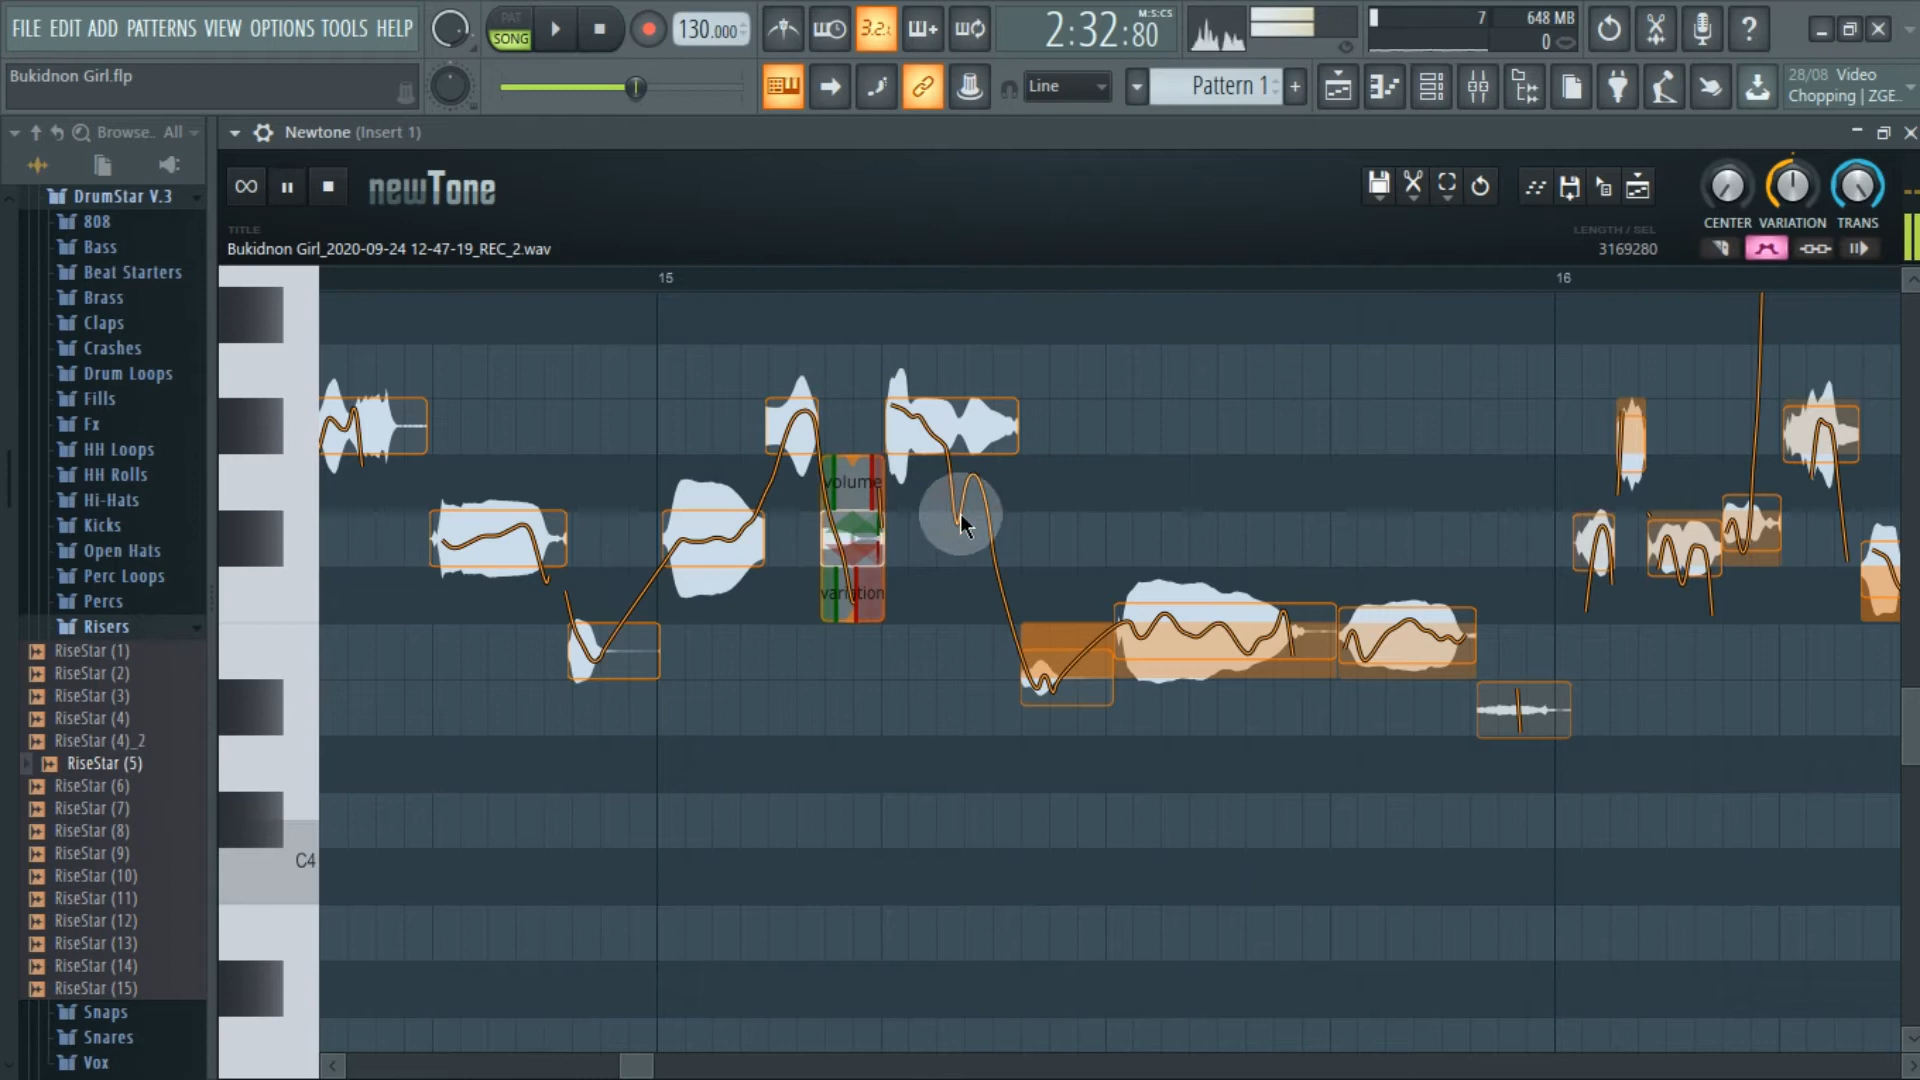 FILE EDIT ADD PATTERNS VIEW OPTIONS TOOLS HELP
PAT
SONG
130.000
3.2.
2:32:80
M:S:CS
7
648 MB
0
Bukidnon Girl.flp
Line
Pattern 1
28/08 Video
Chopping | ZGE..
Browse.. All
Newtone (Insert 1)
newTone
CENTER VARIATION TRANS
TITLE
LENGTH / SEL
Bukidnon Girl_2020-09-24 12-47-19_REC_2.wav
3169280
15
16
DrumStar V.3
808
Bass
Beat Starters
Brass
Claps
Crashes
Drum Loops
Fills
Fx
HH Loops
HH Rolls
Hi-Hats
Kicks
Open Hats
Perc Loops
Percs
Risers
RiseStar (1)
RiseStar (2)
RiseStar (3)
RiseStar (4)
RiseStar (4)_2
RiseStar (5)
RiseStar (6)
RiseStar (7)
RiseStar (8)
RiseStar (9)
RiseStar (10)
RiseStar (11)
RiseStar (12)
RiseStar (13)
RiseStar (14)
RiseStar (15)
Snaps
Snares
Vox
volume
variation
C4